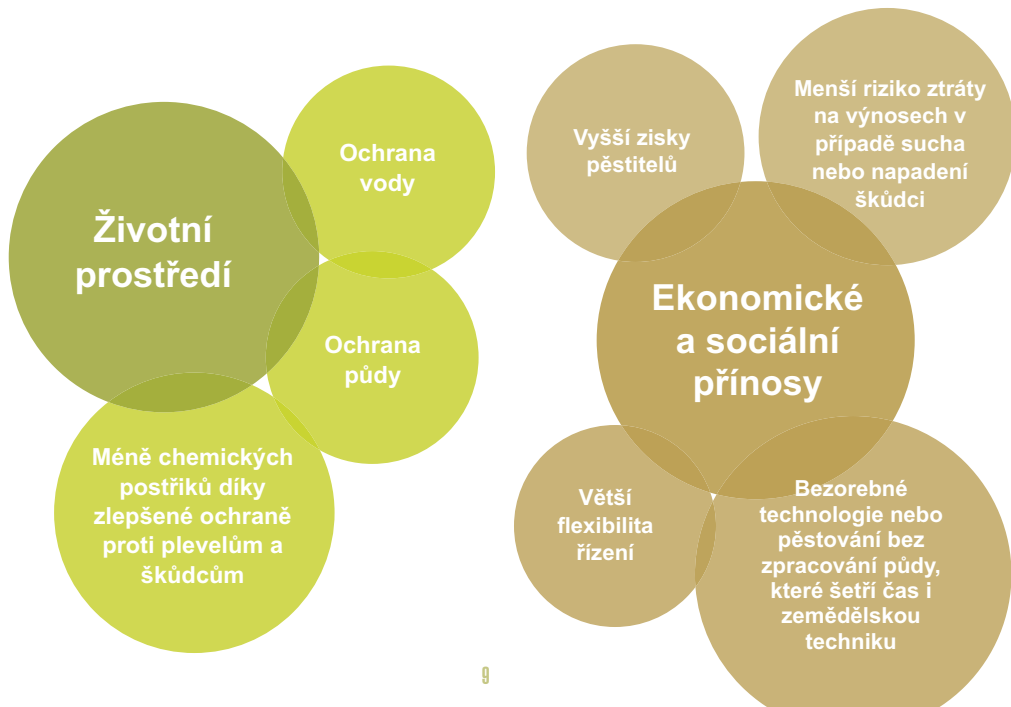 Životní
prostředí
Ochrana
vody
Ochrana
půdy
Méně chemických
postřiků díky
zlepšené ochraně
proti plevelům a
škůdcům
Vyšší zisky
pěstitelů
Menší riziko ztráty
na výnosech v
případě sucha
nebo napadení
škůdci
Ekonomické
a sociální
přínosy
Větší
flexibilita
řízení
Bezorebné
technologie nebo
pěstování bez
zpracování půdy,
které šetří čas i
zemědělskou
techniku
9